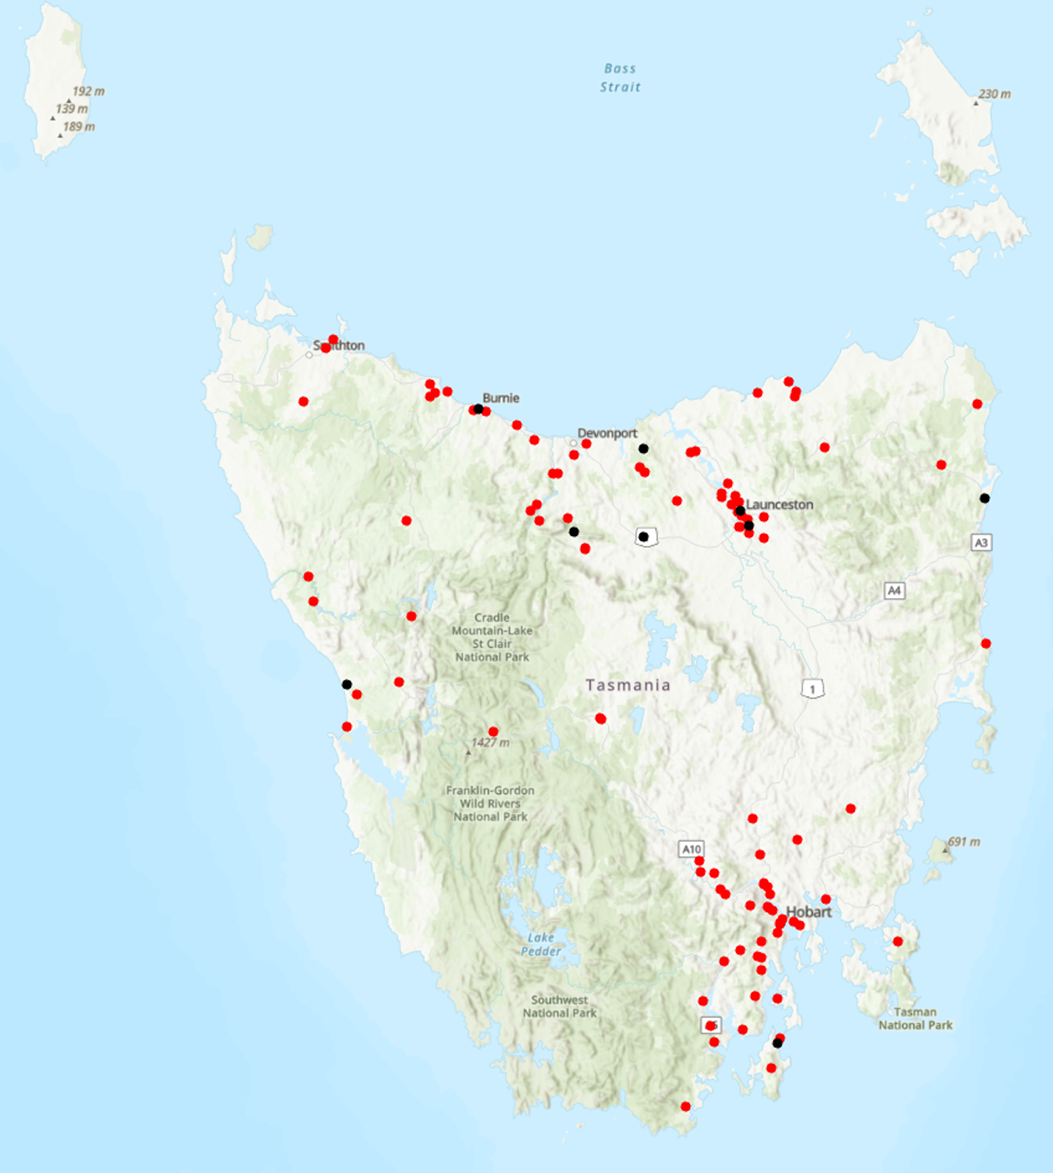 Bass
Strait
192 m
139 m
189 m
230 m
Smithton
Burnie
Devonport
Launceston
A3
A4
Cradle
Mountain-Lake
St Clair
National Park
Tasmania
1
1427 m
Franklin-Gordon
Wild Rivers
National Park
A10
691 m
Hobart
Lake
Pedder
Southwest
National Park
Tasman
National Park